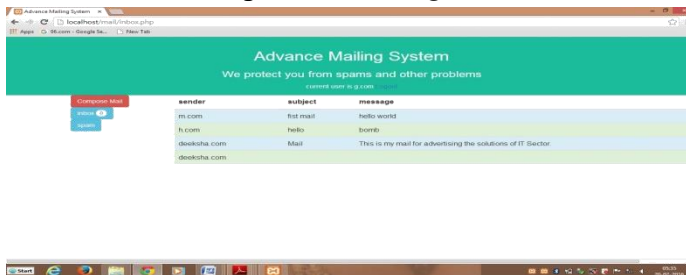 Advance Mailing System
localhost/mail/inbox.php
Apps
New Tab
Advance Mailing System
We protect you from spams and other problems
current user is g.com
Compose Mail
inbox
spam
sender subject message
m.com fist mail hello world
h.com hello bomb
deeksha.com Mail This is my mail for advertising the solutions of IT Sector.
deeksha.com
Start
05:35